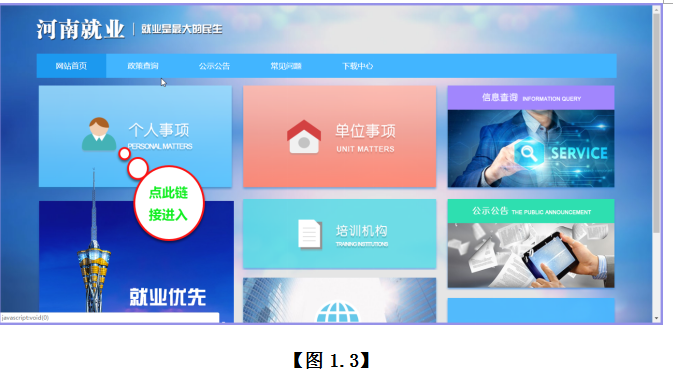 河南就业 就业是最大的民生
网站首页 政策查询 公示公告 常见问题 下载中心
个人事项
PERSONAL MATTERS
点此链
接进入
单位事项
UNIT MATTERS
信息查询 INFORMATION QUERY
SERVICE
培训机构
TRAINING INSTITUTIONS
公示公告 THE PUBLIC ANNOUNCEMENT
就业优先
javascript:void(0)
【图 1.3】